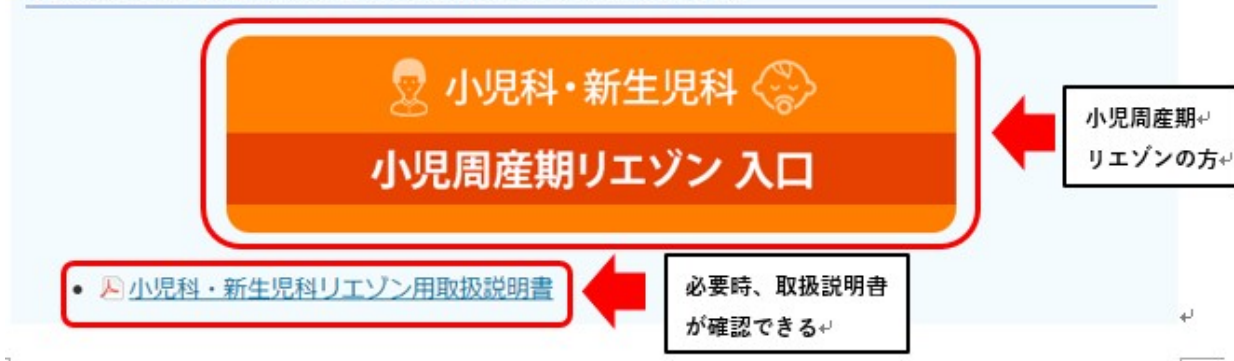 小児科・新生児科
小児周産期リエゾン 入口
小児周産期
リエゾンの方
小児科・新生児科リエゾン用取扱説明書
必要時、取扱説明書
が確認できる